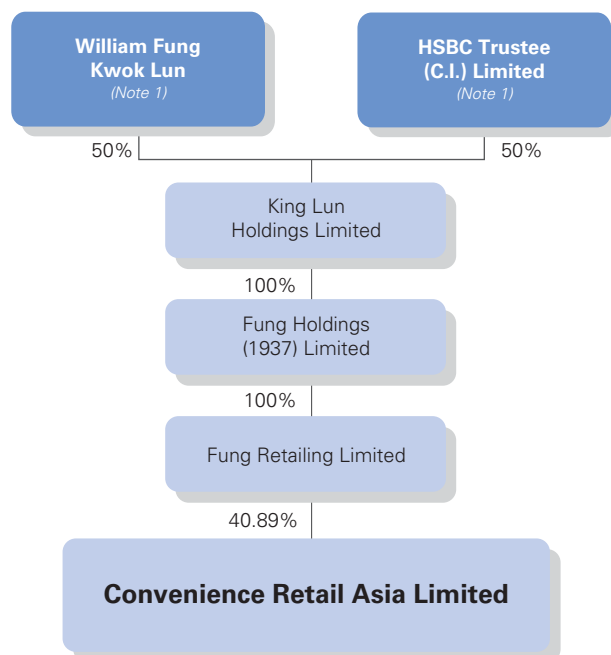 William Fung
Kwok Lun
(Note 1)
HSBC Trustee
(C.I.) Limited
(Note 1)
50%
50%
King Lun
Holdings Limited
100%
Fung Holdings
(1937) Limited
100%
Fung Retailing Limited
40.89%
Convenience Retail Asia Limited